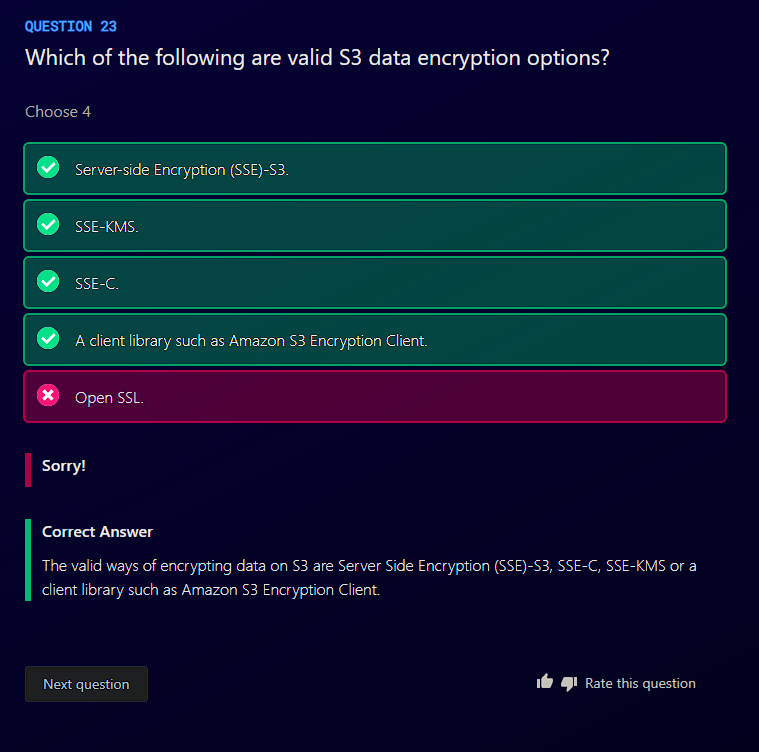 QUESTION 23
Which of the following are valid S3 data encryption options?
Choose 4
Server-side Encryption (SSE)-S3.
SSE-KMS.
SSE-C.
A client library such as Amazon S3 Encryption Client.
Open SSL.
Sorry!
Correct Answer
The valid ways of encrypting data on S3 are Server Side Encryption (SSE)-S3, SSE-C, SSE-KMS or a
client library such as Amazon S3 Encryption Client.
Next question
Rate this question